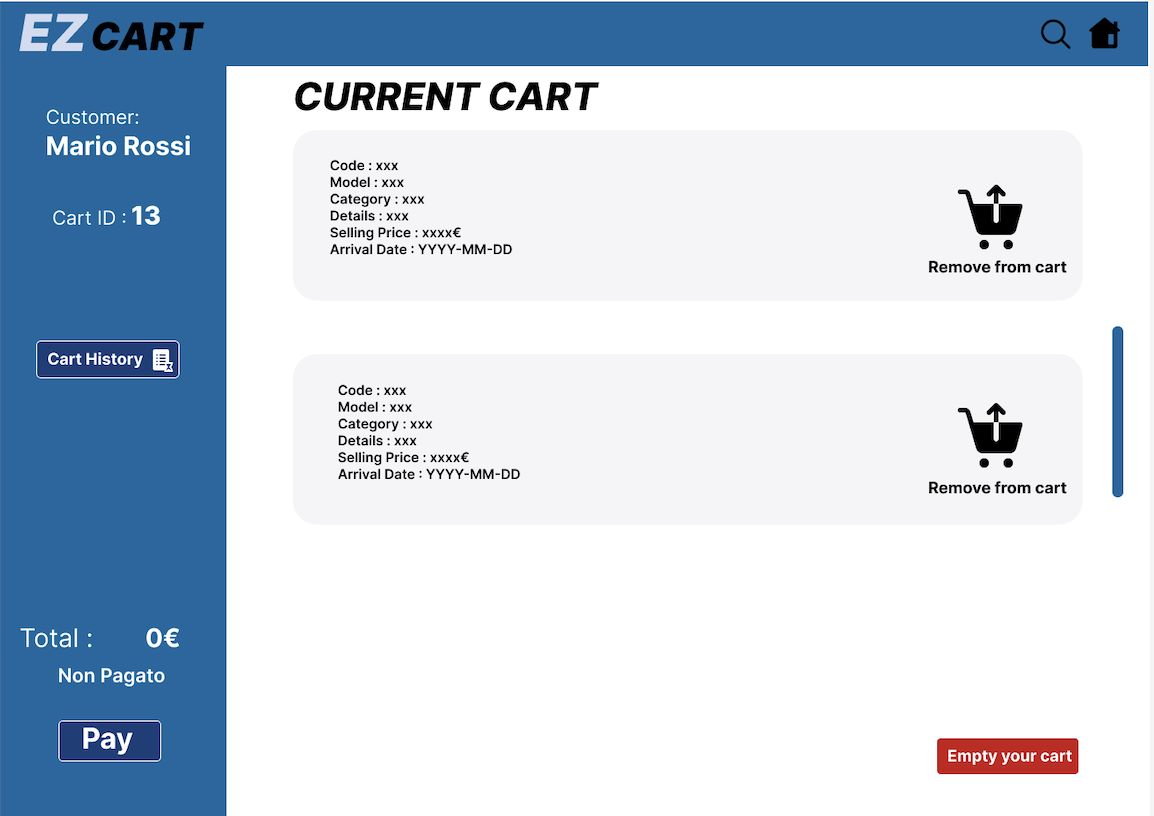 EZ CART
Customer:
Mario Rossi
Cart ID : 13
Cart History
Total : 0€
Non Pagato
Pay
CURRENT CART
Code : xxx
Model : xxx
Category : xxx
Details : xxx
Selling Price : xxxx€
Arrival Date : YYYY-MM-DD
Remove from cart
Code : xxx
Model : xxx
Category : xxx
Details : xxx
Selling Price : xxxx€
Arrival Date : YYYY-MM-DD
Remove from cart
Empty your cart